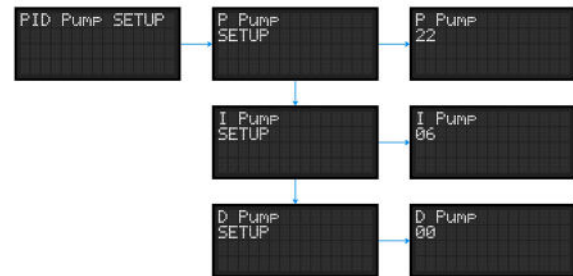 PID Pump SETUP
P Pump
SETUP
P Pump
22
I Pump
SETUP
I Pump
06
D Pump
SETUP
D Pump
00